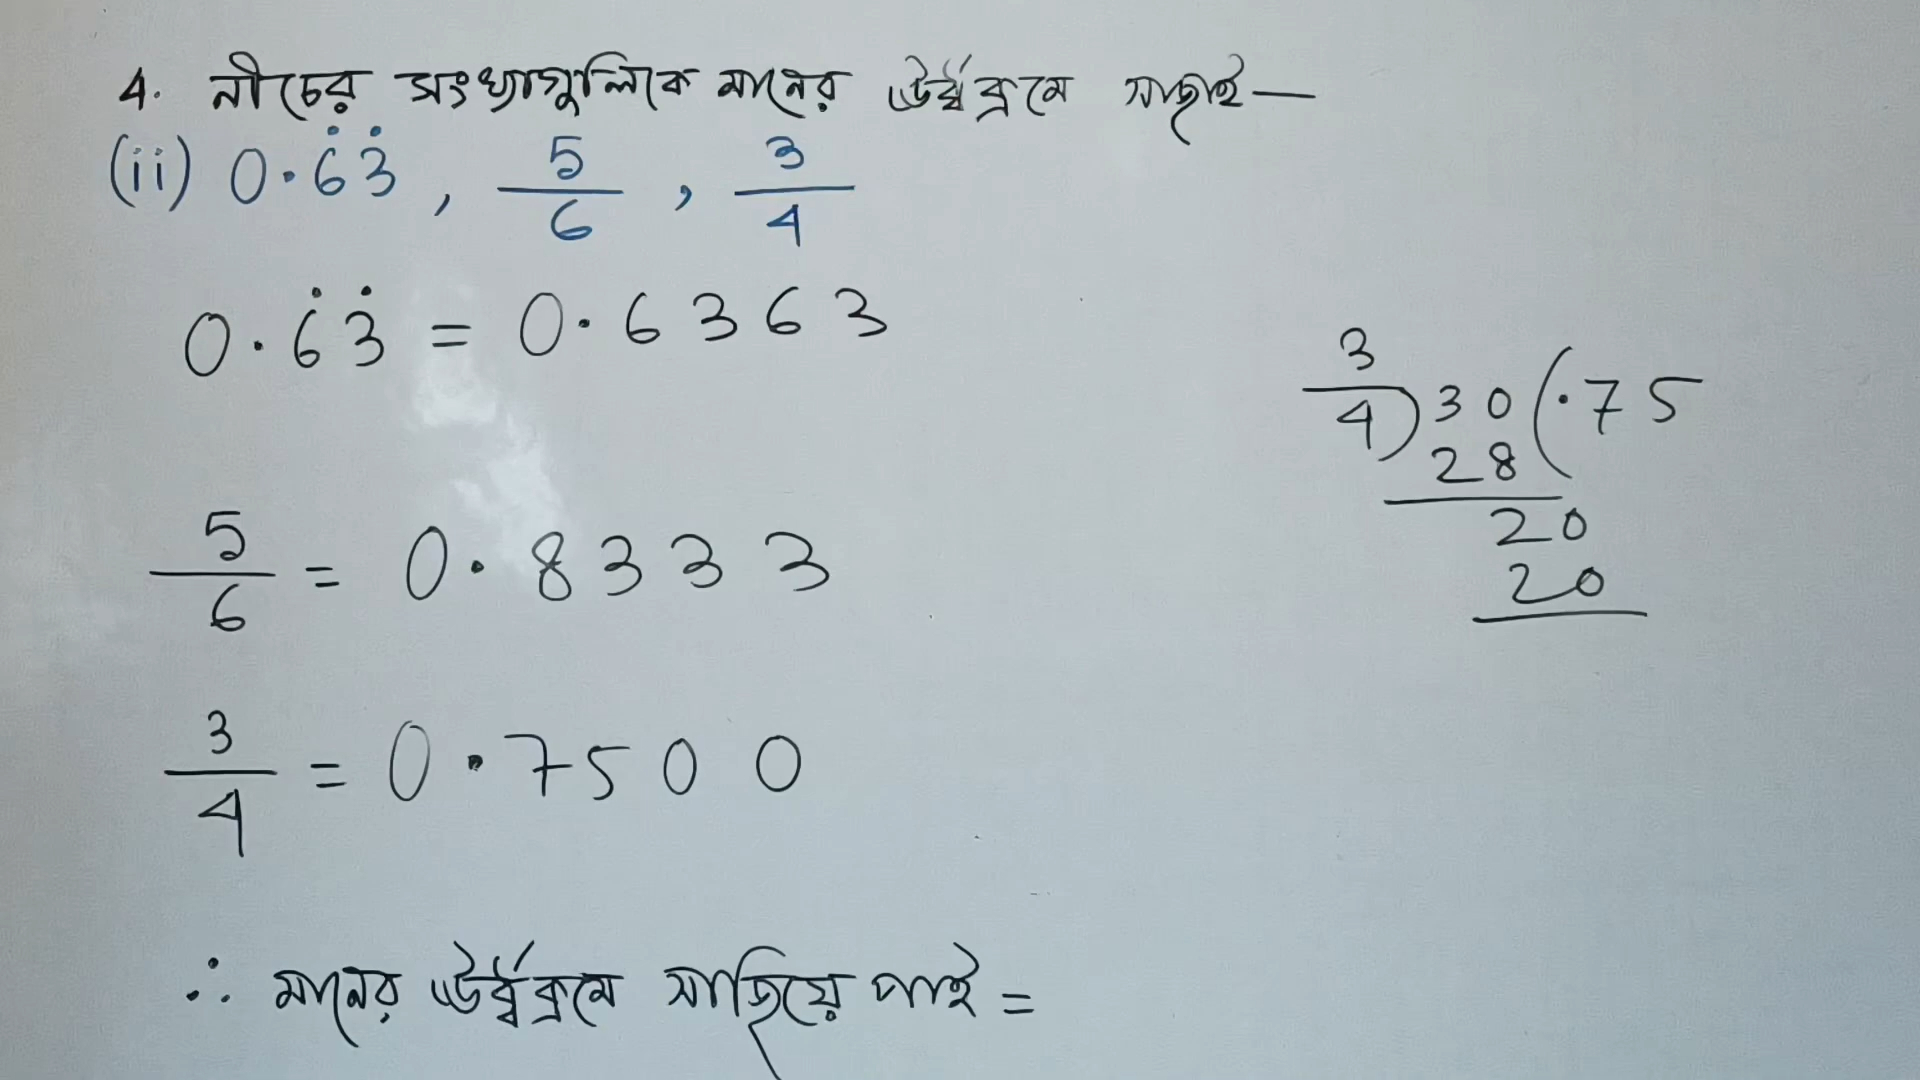 4. নীচের সংখ্যাগুলিকে মানের ঊর্ধ্বক্রমে সাজাই—
(ii) 0.6̇3̇ , 5/6 , 3/4
0.6̇3̇ = 0.6363
5/6 = 0.8333
3/4 = 0.7500
∴ মানের ঊর্ধ্বক্রমে সাজিয়ে পাই =
3
4)30(.75
28
20
20